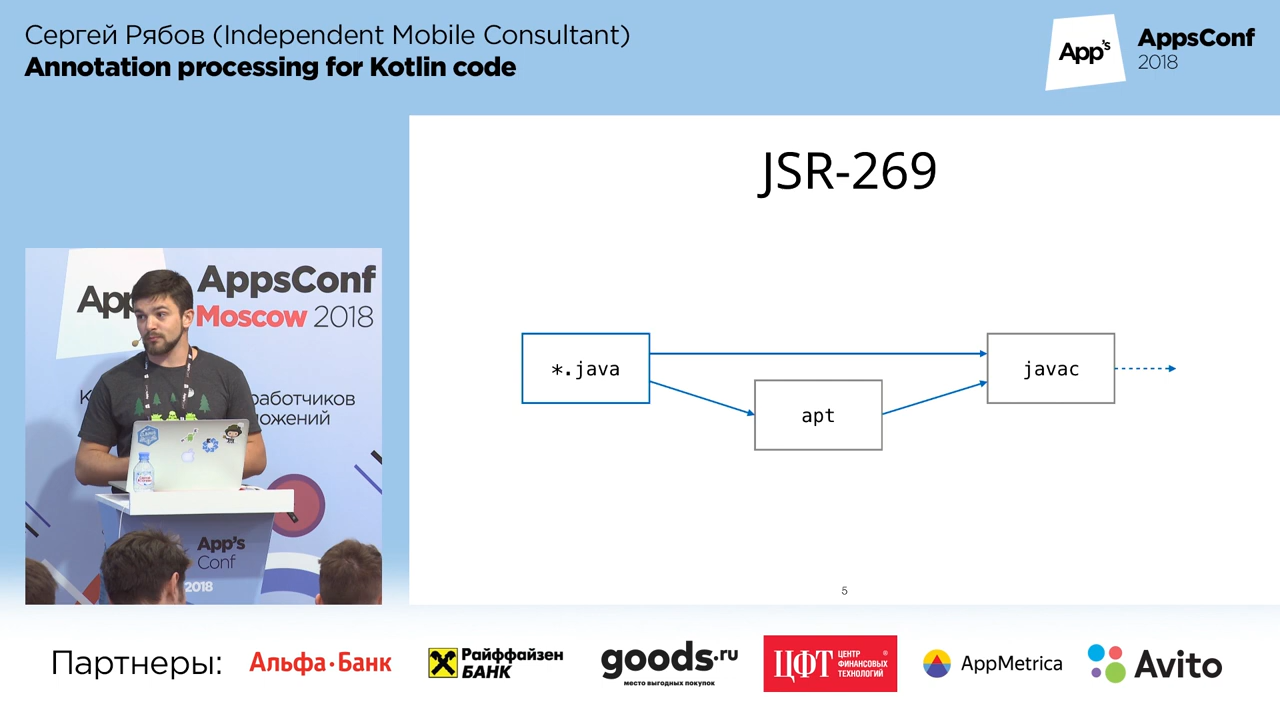 Сергей Рябов (Independent Mobile Consultant)
Annotation processing for Kotlin code
App's
AppsConf
2018
JSR-269
*.java
apt
javac
5
AppsConf
Moscow 2018
App's
Conf
2018
Партнеры:
Альфа·Банк
Райффайзен
БАНК
goods.ru
место выгодных покупок
ЦФТ
ЦЕНТР
ФИНАНСОВЫХ
ТЕХНОЛОГИЙ
®
AppMetrica
Avito